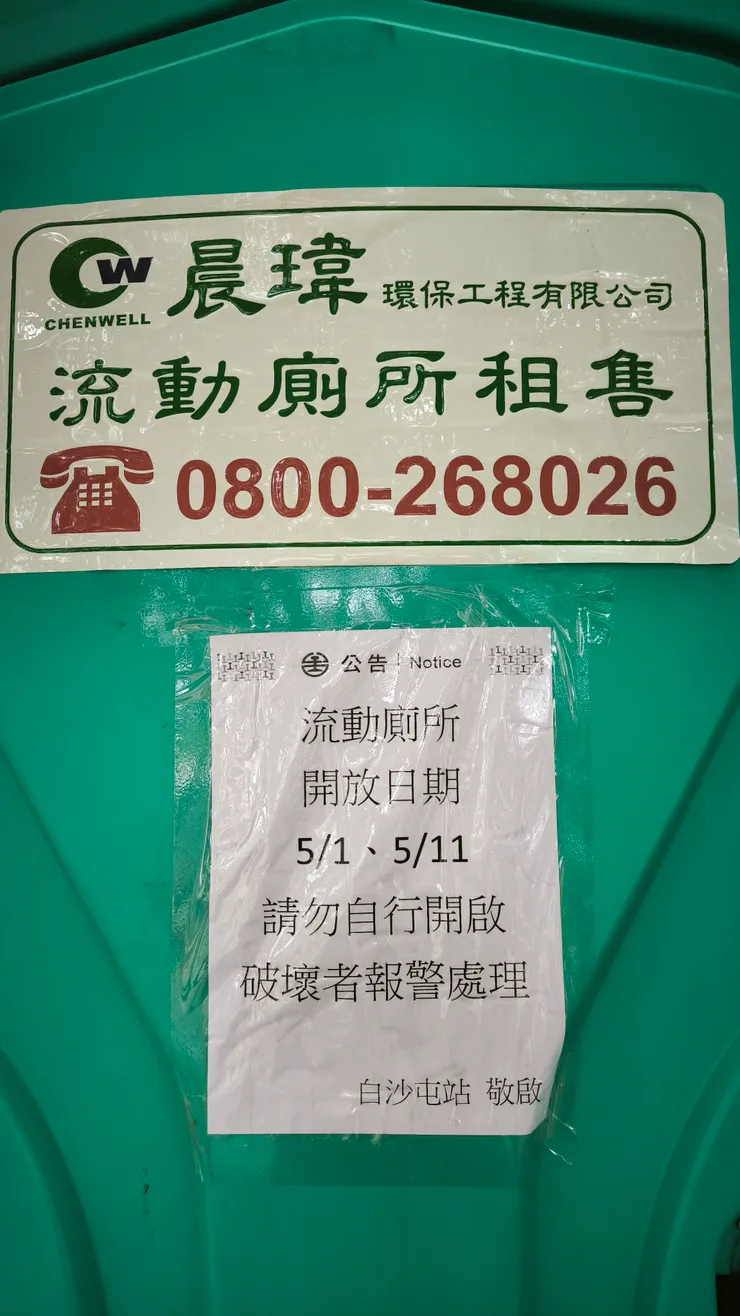 CW
CHENWELL
晨瑋 環保工程有限公司
流動廁所租售
0800-268026
公告 | Notice
流動廁所
開放日期
5/1、5/11
請勿自行開啟
破壞者報警處理
白沙屯站 敬啟